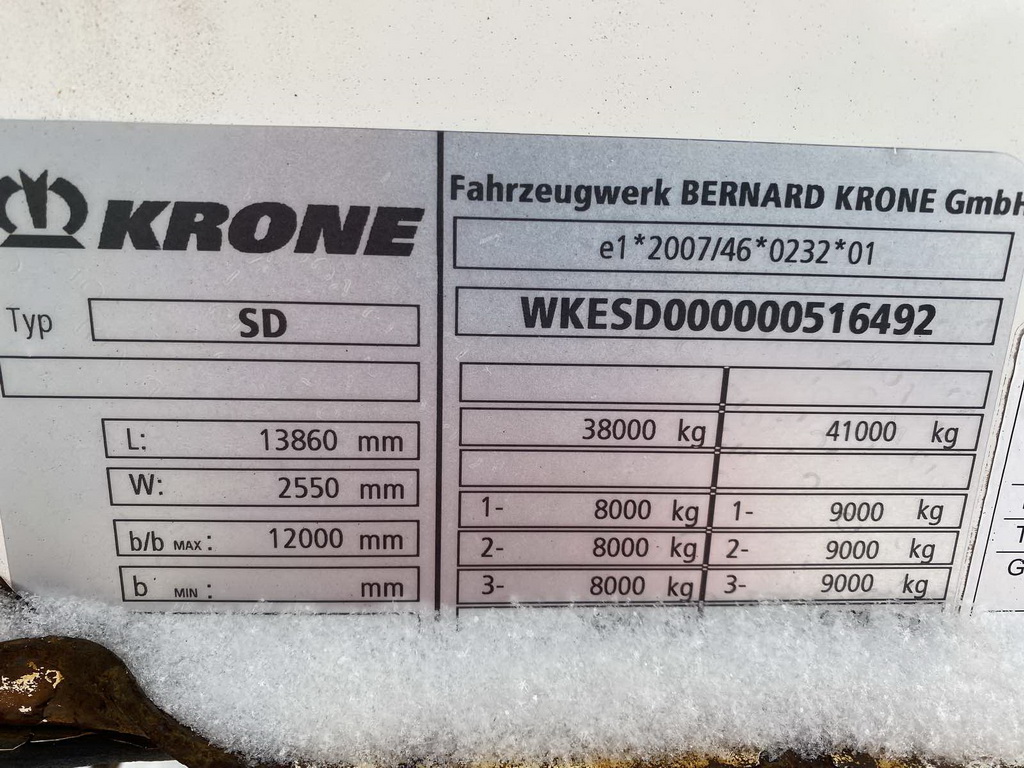 KRONE
Typ SD
L: 13860 mm
W: 2550 mm
b/b MAX : 12000 mm
b MIN : mm
Fahrzeugwerk BERNARD KRONE GmbH
e1*2007/46*0232*01
WKESD000000516492
38000 kg 41000 kg
1- 8000 kg 1- 9000 kg
2- 8000 kg 2- 9000 kg
3- 8000 kg 3- 9000 kg
T
G